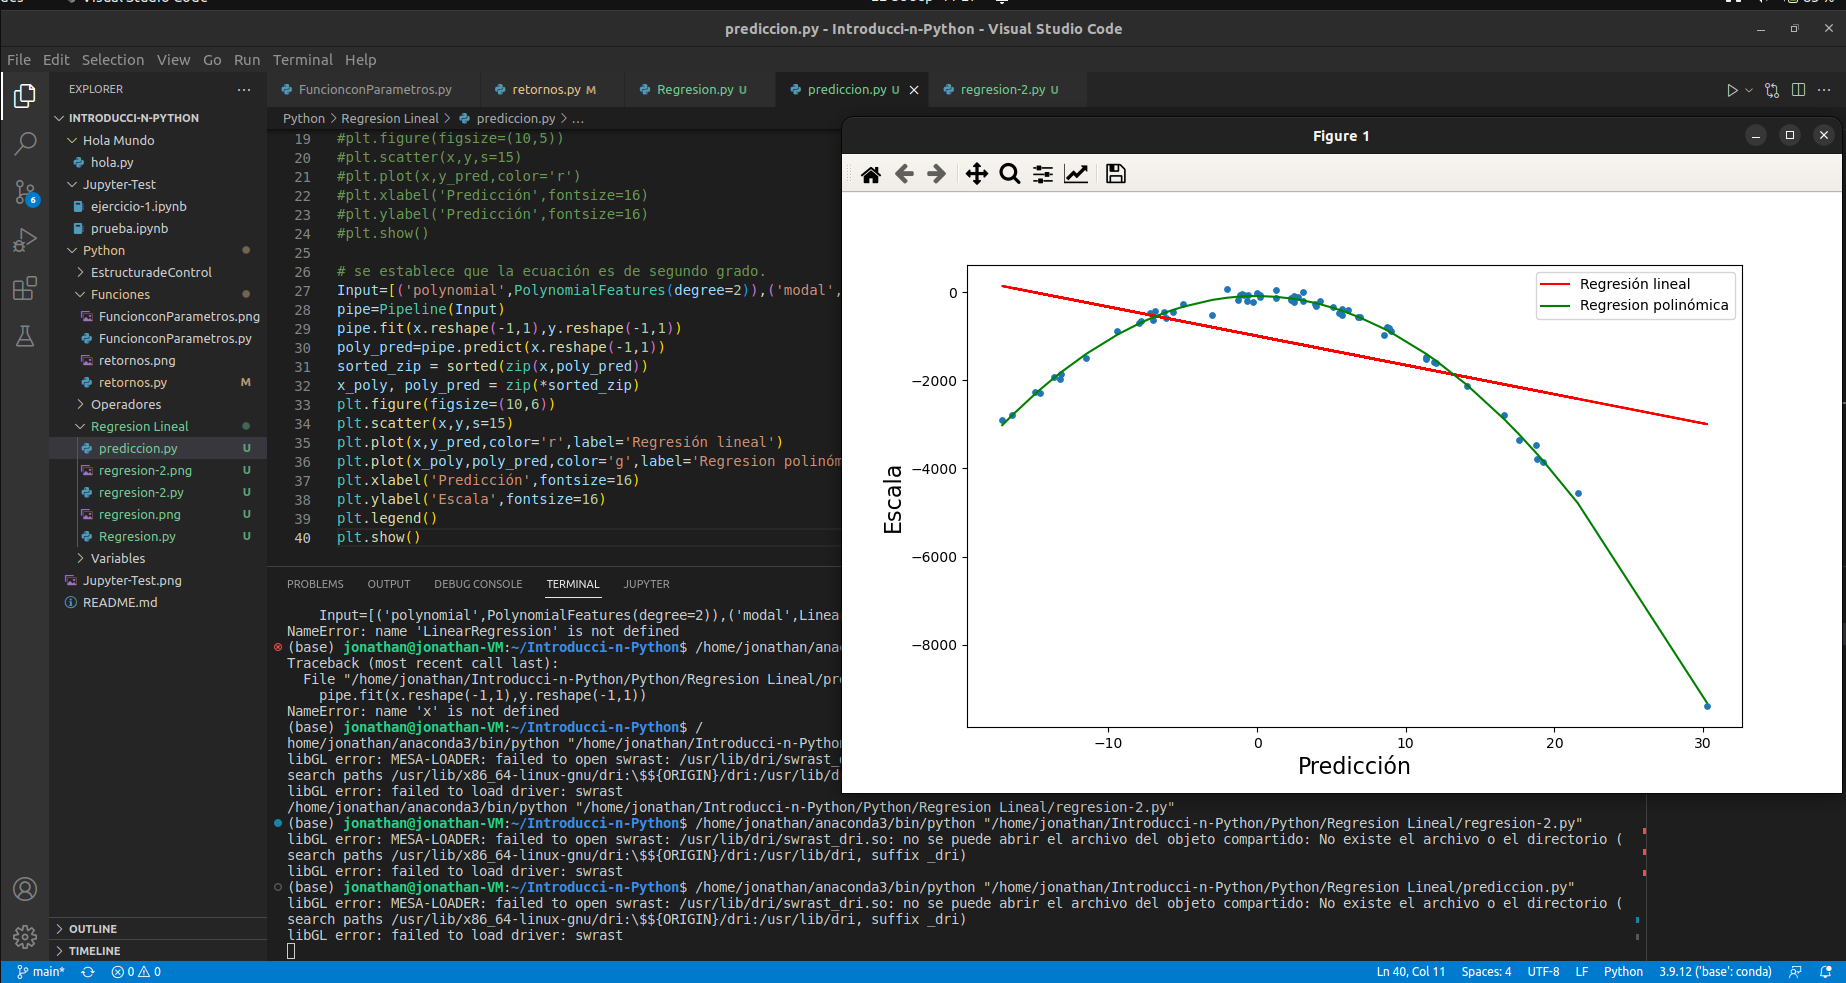 Visual Studio Code
prediccion.py - Introducci-n-Python - Visual Studio Code
File Edit Selection View Go Run Terminal Help
EXPLORER ...
INTRODUCCI-N-PYTHON
Hola Mundo
hola.py
Jupyter-Test
ejercicio-1.ipynb
prueba.ipynb
Python
EstructuradeControl
Funciones
FuncionconParametros.png
FuncionconParametros.py
retornos.png
retornos.py M
Operadores
Regresion Lineal
prediccion.py U
regresion-2.png U
regresion-2.py U
regresion.png U
Regresion.py U
Variables
Jupyter-Test.png
README.md
OUTLINE
TIMELINE
6
FuncionconParametros.py retornos.py M Regresion.py U prediccion.py U regresion-2.py U
Python > Regresion Lineal > prediccion.py > ...
19 #plt.figure(figsize=(10,5))
20 #plt.scatter(x,y,s=15)
21 #plt.plot(x,y_pred,color='r')
22 #plt.xlabel('Predicción',fontsize=16)
23 #plt.ylabel('Predicción',fontsize=16)
24 #plt.show()
25
26 # se establece que la ecuación es de segundo grado.
27 Input=[('polynomial',PolynomialFeatures(degree=2)),('modal',
28 pipe=Pipeline(Input)
29 pipe.fit(x.reshape(-1,1),y.reshape(-1,1))
30 poly_pred=pipe.predict(x.reshape(-1,1))
31 sorted_zip = sorted(zip(x,poly_pred))
32 x_poly, poly_pred = zip(*sorted_zip)
33 plt.figure(figsize=(10,6))
34 plt.scatter(x,y,s=15)
35 plt.plot(x,y_pred,color='r',label='Regresión lineal')
36 plt.plot(x_poly,poly_pred,color='g',label='Regresion polinóm
37 plt.xlabel('Predicción',fontsize=16)
38 plt.ylabel('Escala',fontsize=16)
39 plt.legend()
40 plt.show()
PROBLEMS OUTPUT DEBUG CONSOLE TERMINAL JUPYTER
Input=[('polynomial',PolynomialFeatures(degree=2)),('modal',Linea
NameError: name 'LinearRegression' is not defined
(base) jonathan@jonathan-VM:~/Introducci-n-Python$ /home/jonathan/anac
Traceback (most recent call last):
File "/home/jonathan/Introducci-n-Python/Python/Regresion Lineal/pre
pipe.fit(x.reshape(-1,1),y.reshape(-1,1))
NameError: name 'x' is not defined
(base) jonathan@jonathan-VM:~/Introducci-n-Python$ /
home/jonathan/anaconda3/bin/python "/home/jonathan/Introducci-n-Python
libGL error: MESA-LOADER: failed to open swrast: /usr/lib/dri/swrast_d
search paths /usr/lib/x86_64-linux-gnu/dri:\$${ORIGIN}/dri:/usr/lib/d
libGL error: failed to load driver: swrast
/home/jonathan/anaconda3/bin/python "/home/jonathan/Introducci-n-Python/Python/Regresion Lineal/regresion-2.py"
(base) jonathan@jonathan-VM:~/Introducci-n-Python$ /home/jonathan/anaconda3/bin/python "/home/jonathan/Introducci-n-Python/Python/Regresion Lineal/regresion-2.py"
libGL error: MESA-LOADER: failed to open swrast: /usr/lib/dri/swrast_dri.so: no se puede abrir el archivo del objeto compartido: No existe el archivo o el directorio (
search paths /usr/lib/x86_64-linux-gnu/dri:\$${ORIGIN}/dri:/usr/lib/dri, suffix _dri)
libGL error: failed to load driver: swrast
(base) jonathan@jonathan-VM:~/Introducci-n-Python$ /home/jonathan/anaconda3/bin/python "/home/jonathan/Introducci-n-Python/Python/Regresion Lineal/prediccion.py"
libGL error: MESA-LOADER: failed to open swrast: /usr/lib/dri/swrast_dri.so: no se puede abrir el archivo del objeto compartido: No existe el archivo o el directorio (
search paths /usr/lib/x86_64-linux-gnu/dri:\$${ORIGIN}/dri:/usr/lib/dri, suffix _dri)
libGL error: failed to load driver: swrast
Figure 1
Regresión lineal
Regresion polinómica
0
−2000
−4000
−6000
−8000
Escala
−10 0 10 20 30
Predicción
main* 0 0 Ln 40, Col 11 Spaces: 4 UTF-8 LF Python 3.9.12 ('base': conda)